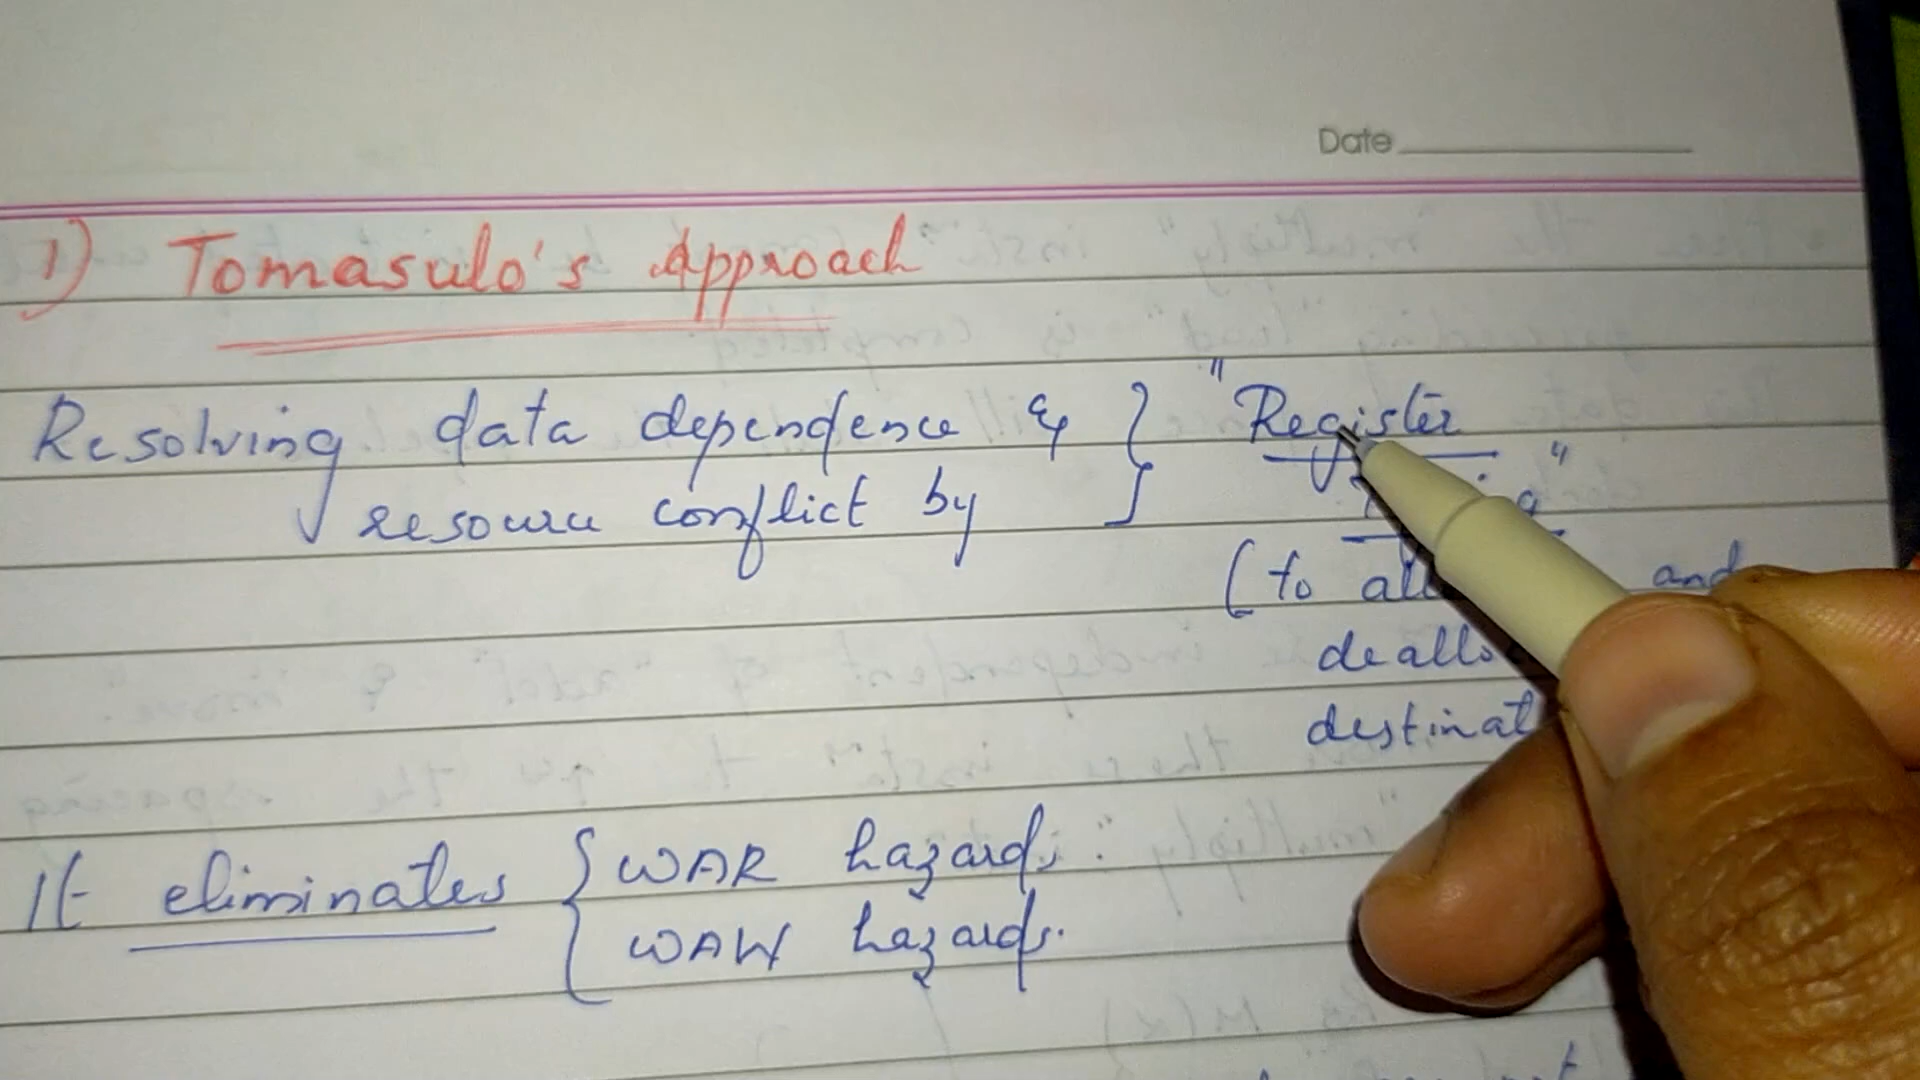 Date
1) Tomasulo's Approach
Resolving data dependence &
resource conflict by
" Register
"
(to all and
deallo
destinat
It eliminates { WAR hazards
WAW hazards.